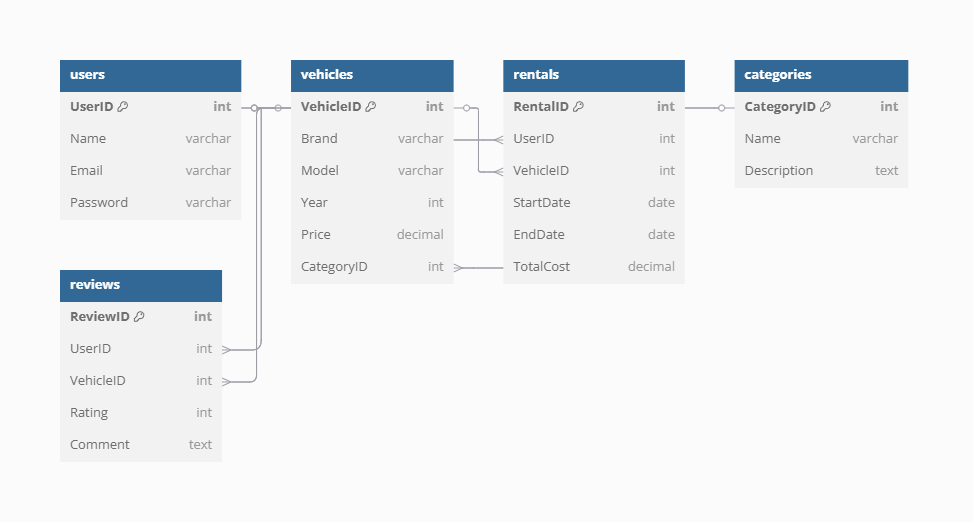 users
UserID int
Name varchar
Email varchar
Password varchar
vehicles
VehicleID int
Brand varchar
Model varchar
Year int
Price decimal
CategoryID int
rentals
RentalID int
UserID int
VehicleID int
StartDate date
EndDate date
TotalCost decimal
categories
CategoryID int
Name varchar
Description text
reviews
ReviewID int
UserID int
VehicleID int
Rating int
Comment text